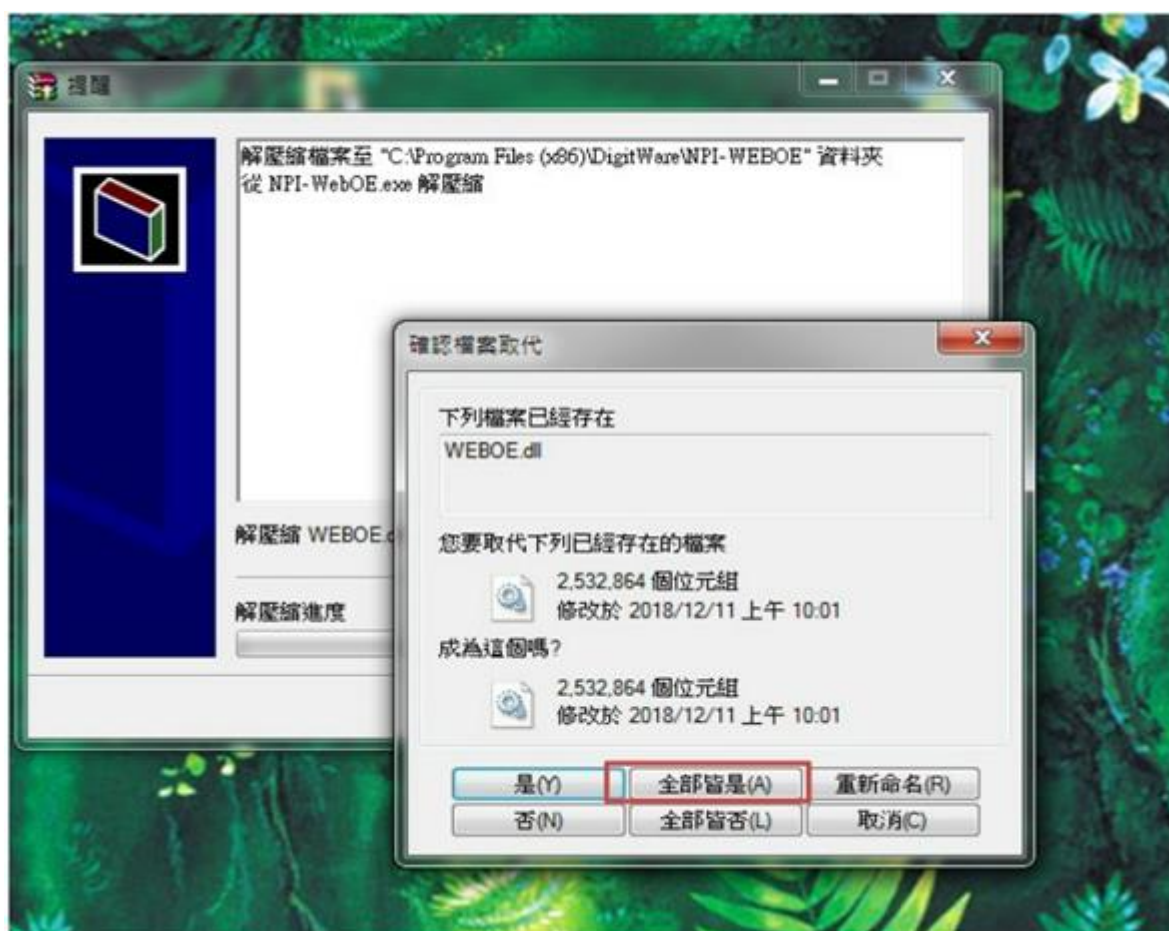 提醒
解壓縮檔案至 "C:\Program Files (x86)\DigitWare\NPI-WEBOE" 資料夾
從 NPI-WebOE.exe 解壓縮
解壓縮 WEBOE.d
解壓縮進度
確認檔案取代
下列檔案已經存在
WEBOE.dll
您要取代下列已經存在的檔案
2,532,864 個位元組
修改於 2018/12/11 上午 10:01
成為這個嗎?
2,532,864 個位元組
修改於 2018/12/11 上午 10:01
是(Y) 全部皆是(A) 重新命名(R)
否(N) 全部皆否(L) 取消(C)